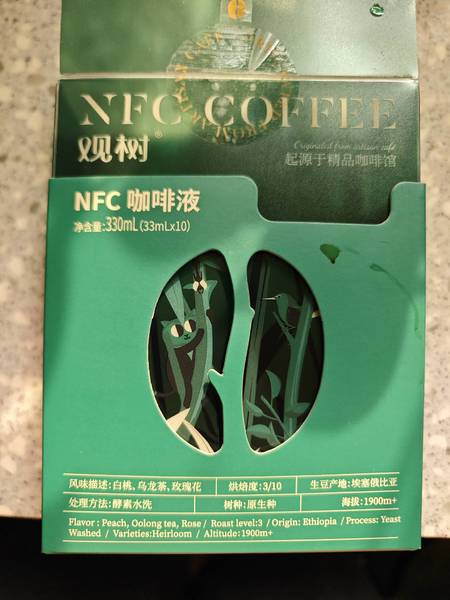 NFC COFFEE
观树®
Originated from artisan café
起源于精品咖啡馆
NFC 咖啡液
净含量:330mL(33mLx10)
风味描述:白桃,乌龙茶,玫瑰花 烘焙度:3/10 生豆产地:埃塞俄比亚
处理方法:酵素水洗 树种:原生种 海拔:1900m+
Flavor : Peach, Oolong tea, Rose / Roast level:3 / Origin: Ethiopia / Process: Yeast
Washed / Varieties:Heirloom / Altitude:1900m+